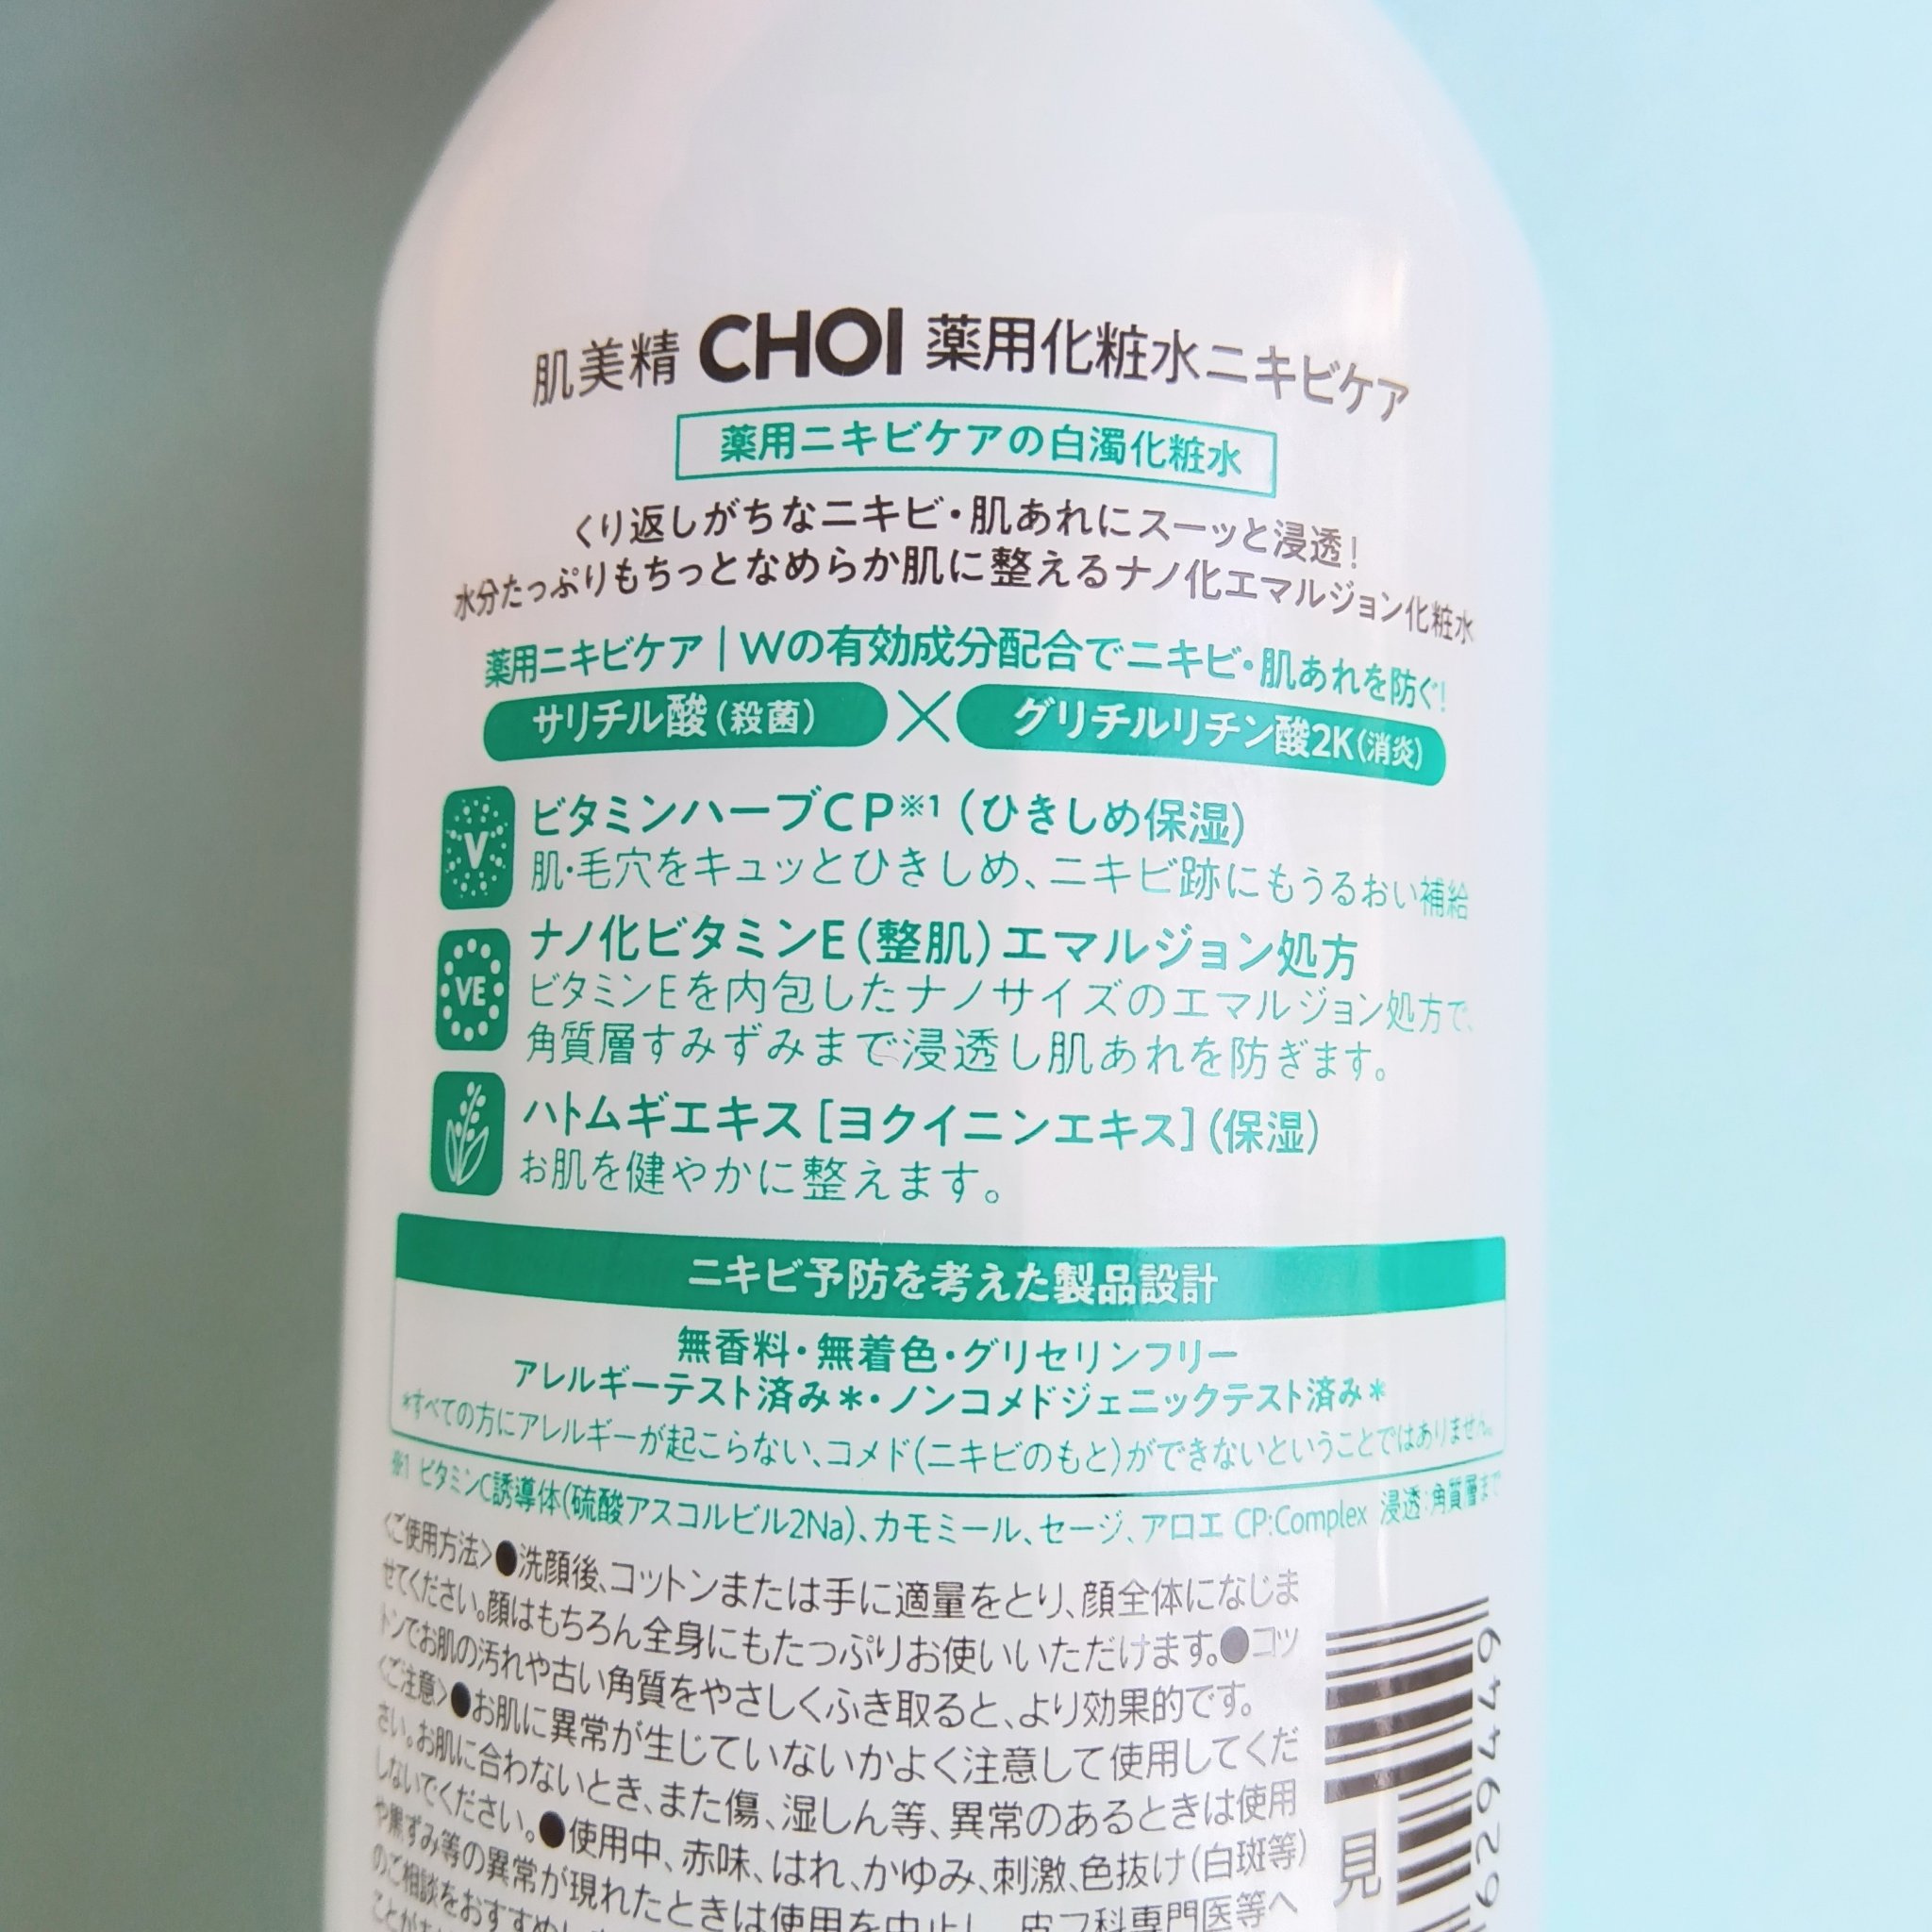 肌美精 CHOI 薬用化粧水ニキビケア
薬用ニキビケアの白濁化粧水
くり返しがちなニキビ・肌あれにスーッと浸透!
水分たっぷりもちっとなめらか肌に整えるナノ化エマルジョン化粧水
薬用ニキビケア|Wの有効成分配合でニキビ・肌あれを防ぐ!
サリチル酸(殺菌)×グリチルリチン酸2K(消炎)
V ビタミンハーブCP※1(ひきしめ保湿)
肌・毛穴をキュッとひきしめ、ニキビ跡にもうるおい補給
VE ナノ化ビタミンE(整肌)エマルジョン処方
ビタミンEを内包したナノサイズのエマルジョン処方で、
角質層すみずみまで浸透し肌あれを防ぎます。
ハトムギエキス[ヨクイニンエキス](保湿)
お肌を健やかに整えます。
ニキビ予防を考えた製品設計
無香料・無着色・グリセリンフリー
アレルギーテスト済み*・ノンコメドジェニックテスト済み*
*すべての方にアレルギーが起こらない、コメド(ニキビのもと)ができないということではありません。
※1 ビタミンC誘導体(硫酸アスコルビル2Na)、カモミール、セージ、アロエ CP:Complex 浸透:角質層まで
<ご使用方法>●洗顔後、コットンまたは手に適量をとり、顔全体になじま
せてください。顔はもちろん全身にもたっぷりお使いいただけます。●コッ
トンでお肌の汚れや古い角質をやさしくふき取ると、より効果的です。
<ご注意>●お肌に異常が生じていないかよく注意して使用してくだ
さい。お肌に合わないとき、また傷、湿しん等、異常のあるときは使用
しないでください。●使用中、赤味、はれ、かゆみ、刺激、色抜け(白斑等)
や黒ずみ等の異常が現れたときは使用を中止し、皮フ科専門医等へ
のご相談をおすすめし
見